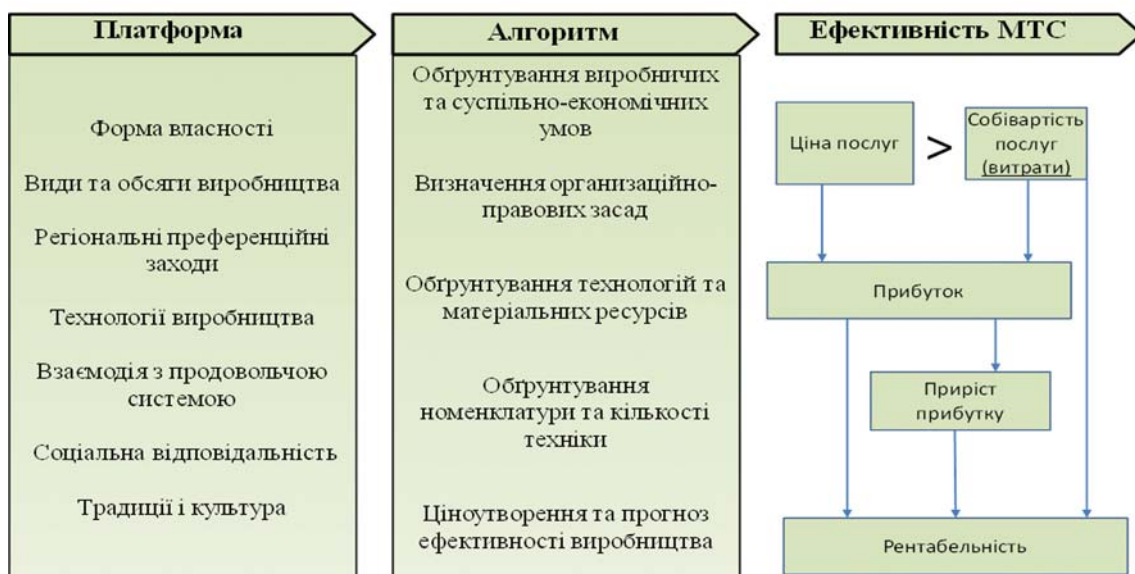 Платформа
Форма власності
Види та обсяги виробництва
Регіональні преференційні
заходи
Технології виробництва
Взаємодія з продовольчою
системою
Соціальна відповідальність
Традиції і культура
Алгоритм
Обґрунтування виробничих
та суспільно-економічних
умов
Визначення організаційно-
правових засад
Обґрунтування технологій та
матеріальних ресурсів
Обґрунтування
номенклатури та кількості
техніки
Ціноутворення та прогноз
ефективності виробництва
Ефективність МТС
Ціна послуг
>
Собівартість
послуг
(витрати)
Прибуток
Приріст
прибутку
Рентабельність